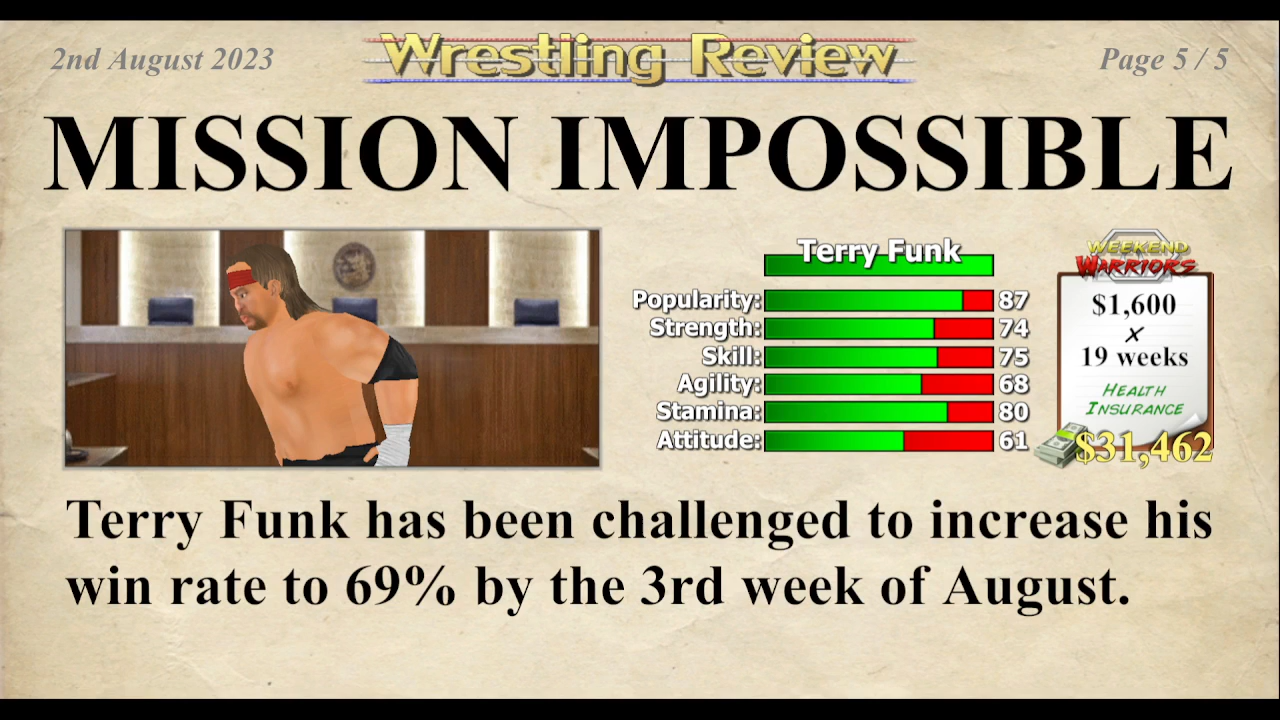 2nd August 2023
Wrestling Review
Page 5 / 5
MISSION IMPOSSIBLE
Terry Funk
Popularity: 87
Strength: 74
Skill: 75
Agility: 68
Stamina: 80
Attitude: 61
WEEKEND
WARRIORS
$1,600
x
19 weeks
HEALTH
INSURANCE
$31,462
Terry Funk has been challenged to increase his
win rate to 69% by the 3rd week of August.